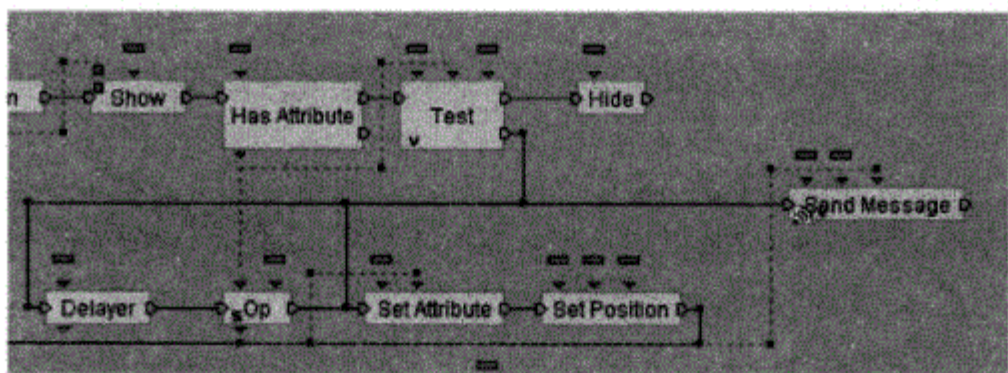 n
Show
Has Attribute
Test
Hide
Send Message
Delayer
Op
Set Attribute
Set Position